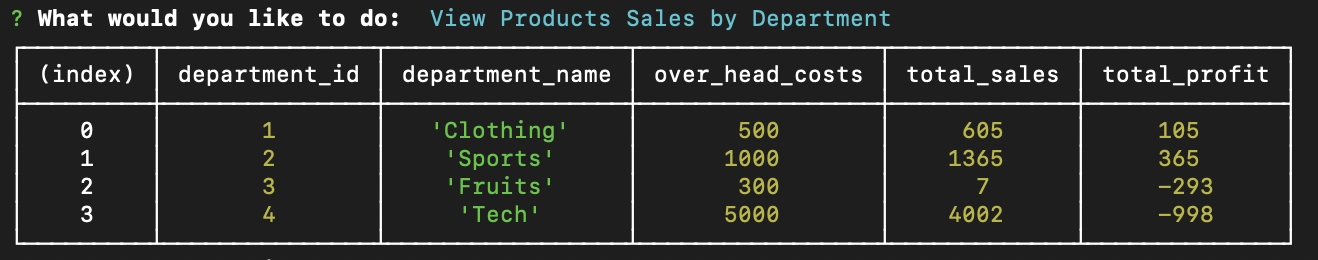 ? What would you like to do: View Products Sales by Department
(index) department_id department_name over_head_costs total_sales total_profit
0 1 'Clothing' 500 605 105
1 2 'Sports' 1000 1365 365
2 3 'Fruits' 300 7 -293
3 4 'Tech' 5000 4002 -998